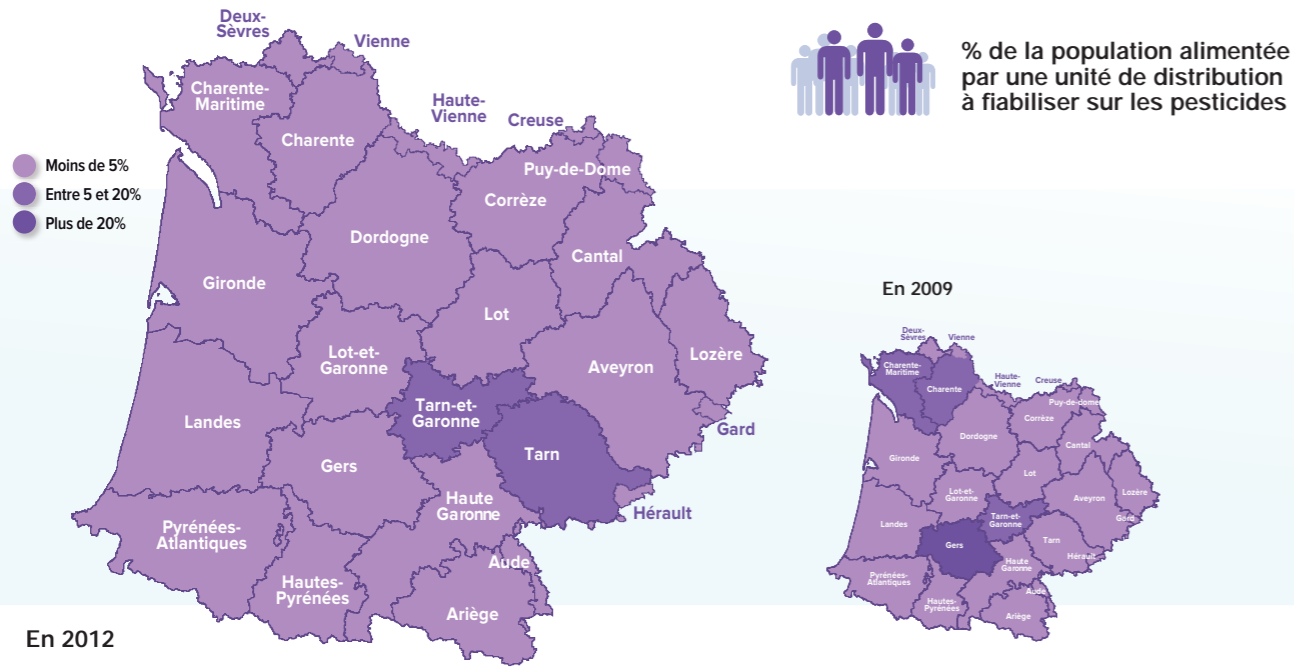 % de la population alimentée
par une unité de distribution
à fiabiliser sur les pesticides
Moins de 5%
Entre 5 et 20%
Plus de 20%
Deux-
Sèvres
Vienne
Charente-
Maritime
Charente
Haute-
Vienne
Creuse
Puy-de-Dome
Corrèze
Dordogne
Cantal
Gironde
Lot
Lot-et-
Garonne
Aveyron
Lozère
Tarn-et-
Garonne
Landes
Gard
Tarn
Gers
Haute
Garonne
Hérault
Pyrénées-
Atlantiques
Aude
Hautes-
Pyrénées
Ariège
En 2012
En 2009
Deux-
Sèvres
Vienne
Charente-
Maritime
Charente
Haute-
Vienne
Creuse
Puy-de-dome
Corrèze
Dordogne
Cantal
Gironde
Lot
Lot-et-
Garonne
Aveyron
Lozère
Tarn-et-
Garonne
Gard
Landes
Tarn
Gers
Hérault
Haute
Garonne
Pyrénées-
Atlantiques
Aude
Hautes-
Pyrénées
Ariège